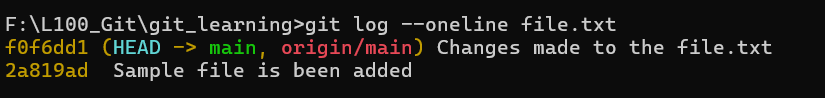 F:\L100_Git\git_learning>git log --oneline file.txt
f0f6dd1 (HEAD -> main, origin/main) Changes made to the file.txt
2a819ad  Sample file is been added